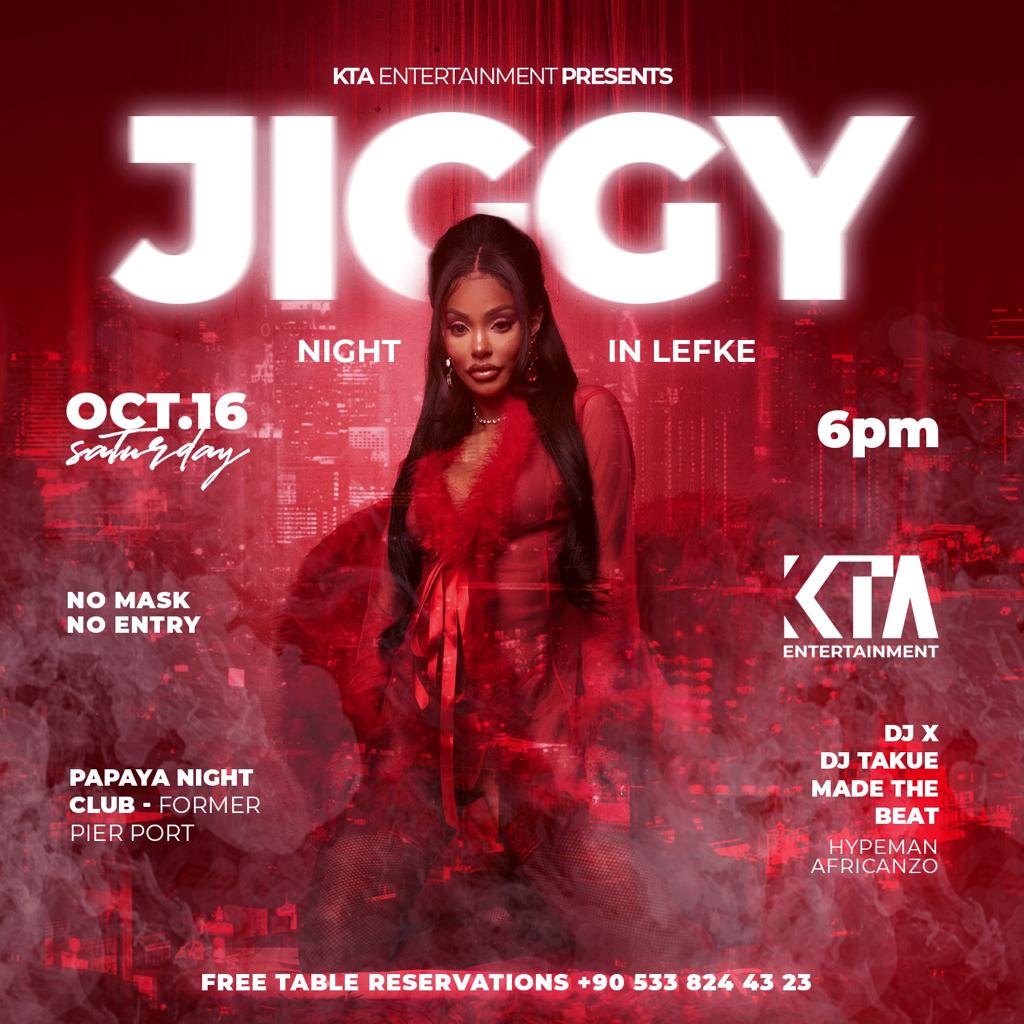 KTA ENTERTAINMENT PRESENTS
JIGGY
NIGHT IN LEFKE
OCT.16
saturday
6pm
NO MASK
NO ENTRY
KTA
ENTERTAINMENT
PAPAYA NIGHT
CLUB - FORMER
PIER PORT
DJ X
DJ TAKUE
MADE THE
BEAT
HYPEMAN
AFRICANZO
FREE TABLE RESERVATIONS +90 533 824 43 23